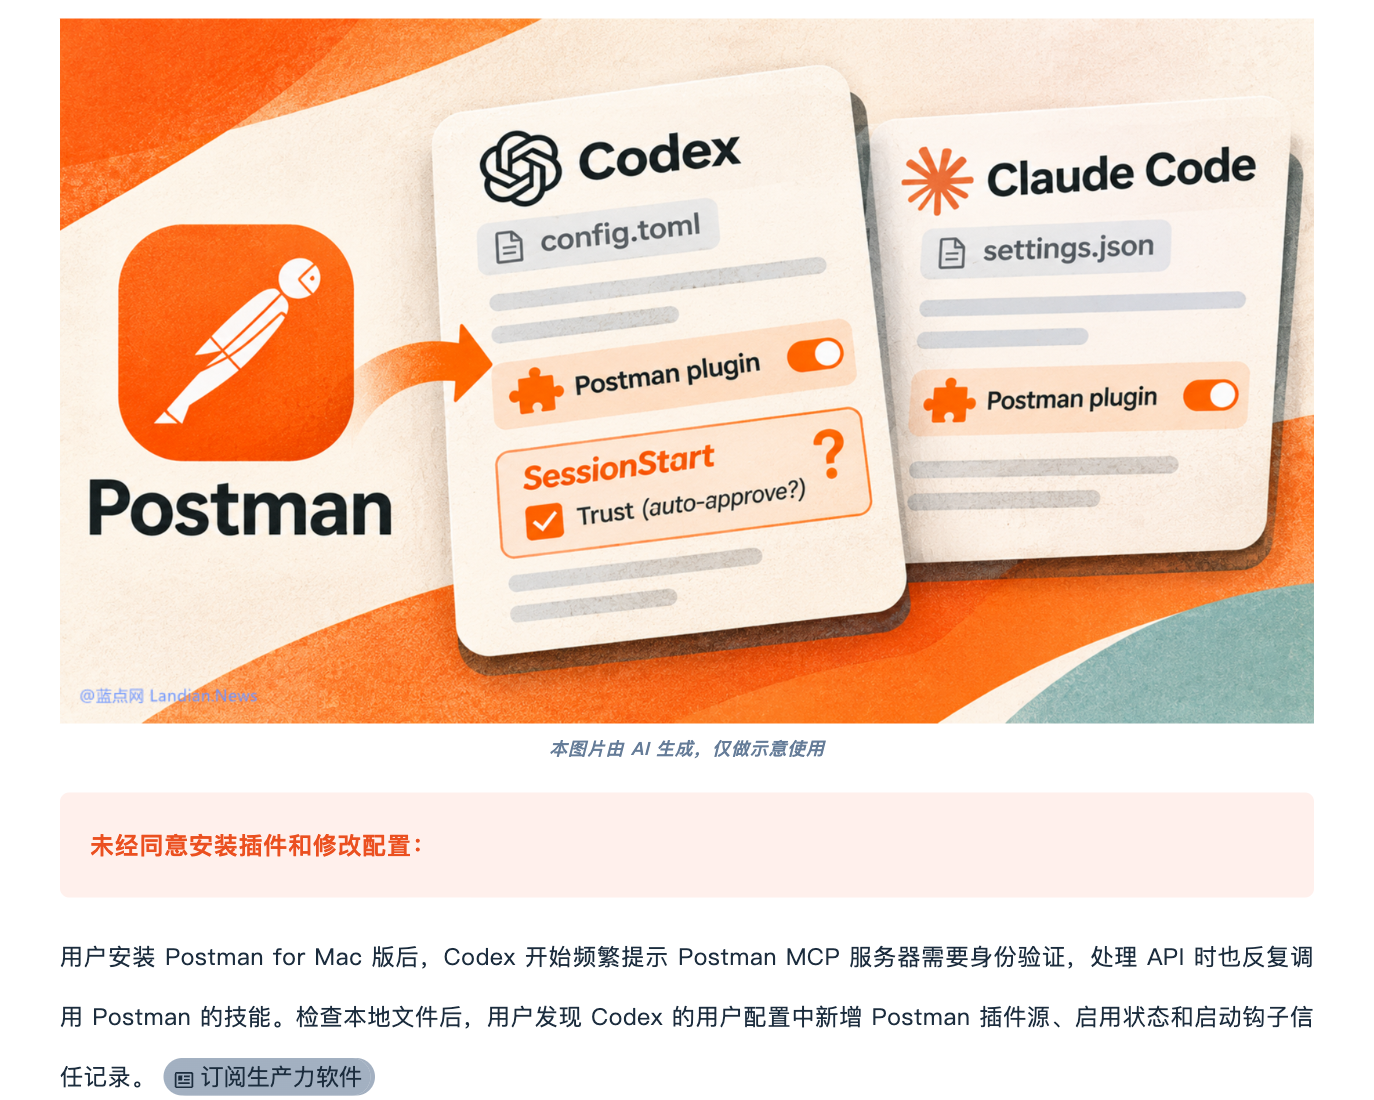 Codex
config.toml
Postman plugin
SessionStart
Trust (auto-approve?)
?
Claude Code
settings.json
Postman plugin
Postman
@蓝点网 Landian.News
本图片由 AI 生成，仅做示意使用
未经同意安装插件和修改配置：
用户安装 Postman for Mac 版后，Codex 开始频繁提示 Postman MCP 服务器需要身份验证，处理 API 时也反复调
用 Postman 的技能。检查本地文件后，用户发现 Codex 的用户配置中新增 Postman 插件源、启用状态和启动钩子信
任记录。 订阅生产力软件